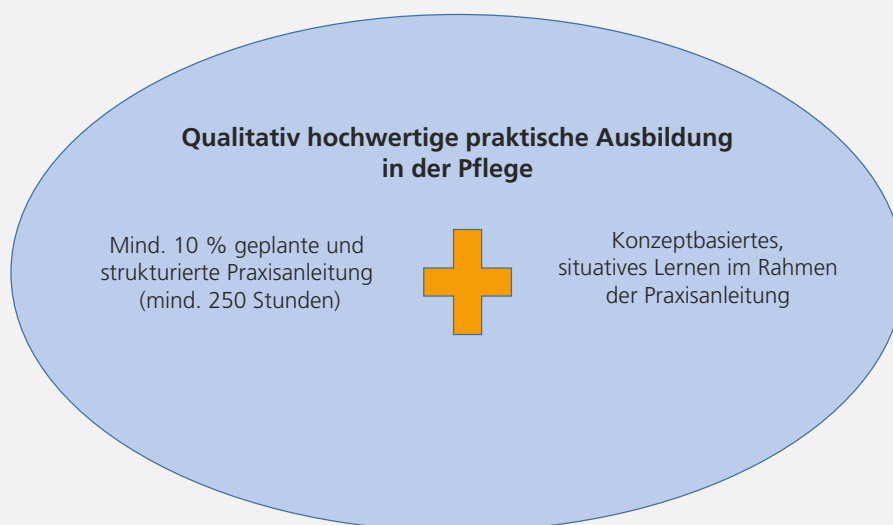 Qualitativ hochwertige praktische Ausbildung
in der Pflege
Mind. 10 % geplante und
strukturierte Praxisanleitung
(mind. 250 Stunden)
Konzeptbasiertes,
situatives Lernen im Rahmen
der Praxisanleitung